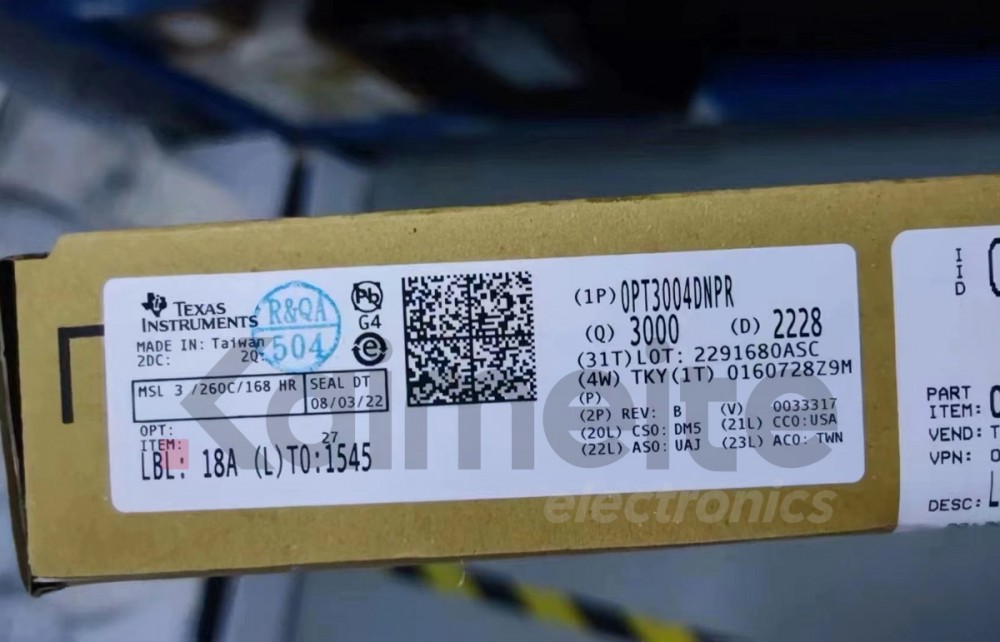 TEXAS
INSTRUMENTS
R&QA
504
Pb
G4
e
MADE IN: Taiwan
2DC: 2Q:
MSL 3 /260C/168 HR
SEAL DT
08/03/22
OPT:
ITEM: 27
LBL: 18A (L)TO:1545
(1P) OPT3004DNPR
(Q) 3000 (D) 2228
(31T) LOT: 2291680ASC
(4W) TKY(1T) 0160728Z9M
(P)
(2P) REV: B (V) 0033317
(20L) CSO: DM5 (21L) CCO:USA
(22L) ASO: UAJ (23L) ACO: TWN
Kaimeite
electronics
IID
PART
ITEM:
VEND: T
VPN: 0
DESC: L